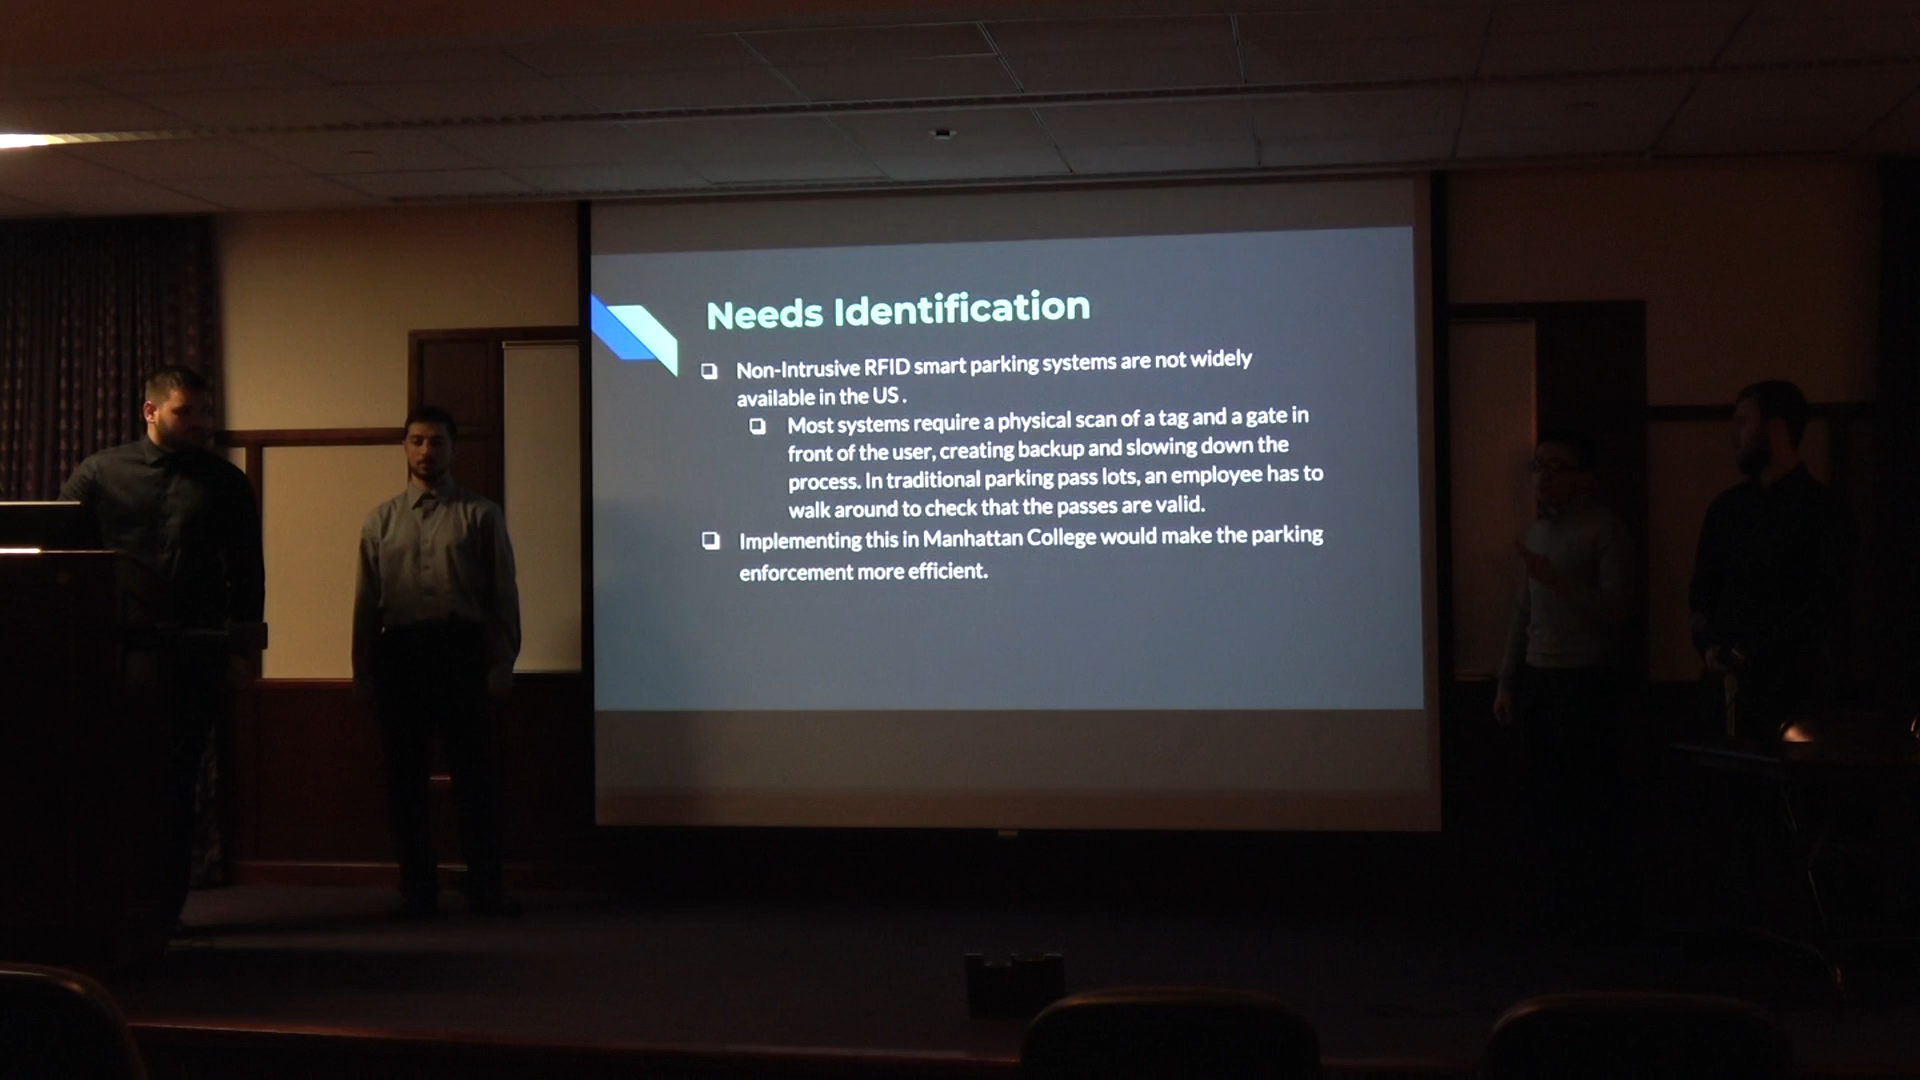 Needs Identification
Non-Intrusive RFID smart parking systems are not widely
available in the US .
Most systems require a physical scan of a tag and a gate in
front of the user, creating backup and slowing down the
process. In traditional parking pass lots, an employee has to
walk around to check that the passes are valid.
Implementing this in Manhattan College would make the parking
enforcement more efficient.